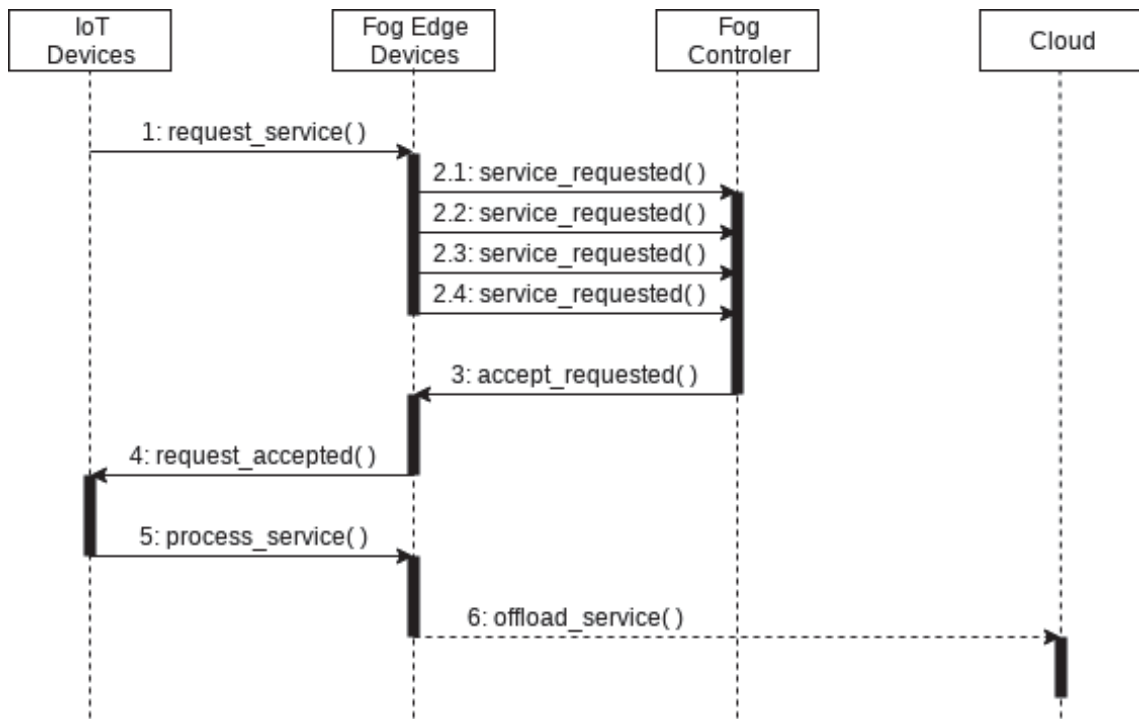 IoT
Devices
Fog Edge
Devices
Fog
Controler
Cloud
1: request_service( )
2.1: service_requested( )
2.2: service_requested( )
2.3: service_requested( )
2.4: service_requested( )
3: accept_requested( )
4: request_accepted( )
5: process_service( )
6: offload_service( )